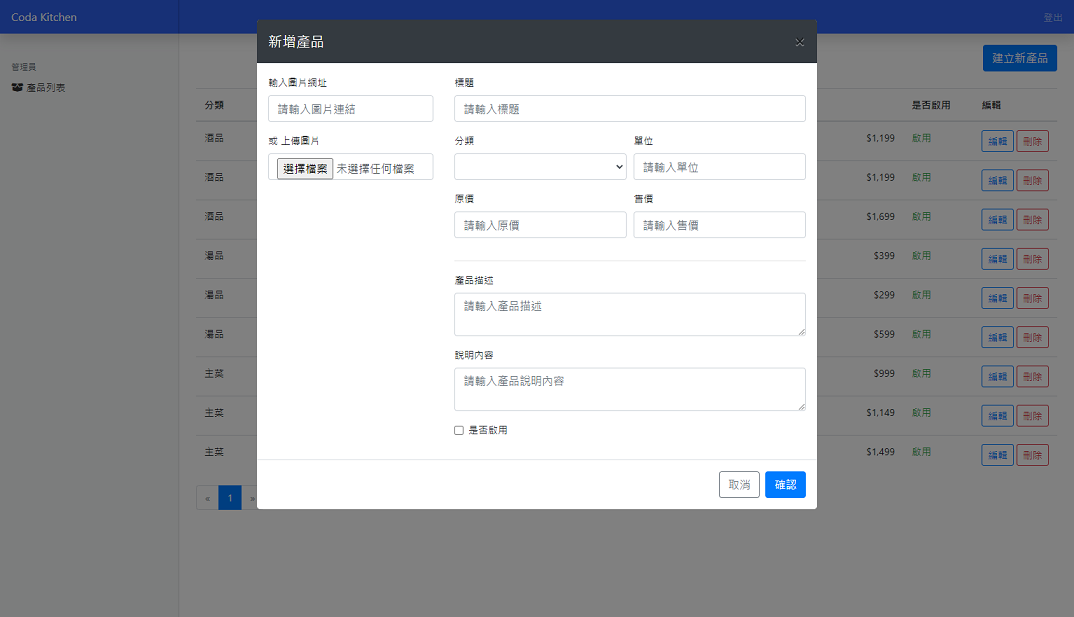 Coda Kitchen
登出
管理員
產品列表
建立新產品
分類
是否啟用
編輯
酒品
$1,199
啟用
編輯
刪除
酒品
$1,199
啟用
編輯
刪除
酒品
$1,699
啟用
編輯
刪除
湯品
$399
啟用
編輯
刪除
湯品
$299
啟用
編輯
刪除
湯品
$599
啟用
編輯
刪除
主菜
$999
啟用
編輯
刪除
主菜
$1,149
啟用
編輯
刪除
主菜
$1,499
啟用
編輯
刪除
«
1
»
新增產品
×
輸入圖片網址
請輸入圖片連結
或 上傳圖片
選擇檔案 未選擇任何檔案
標題
請輸入標題
分類
單位
請輸入單位
原價
售價
請輸入原價
請輸入售價
產品描述
請輸入產品描述
說明內容
請輸入產品說明內容
是否啟用
取消
確認